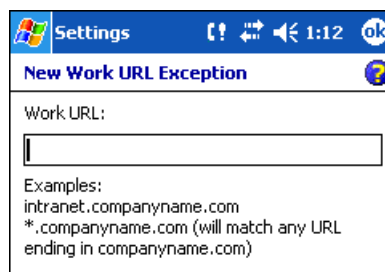 Settings 1:12 ok
New Work URL Exception
Work URL:
Examples:
intranet.companyname.com
*.companyname.com (will match any URL
ending in companyname.com)